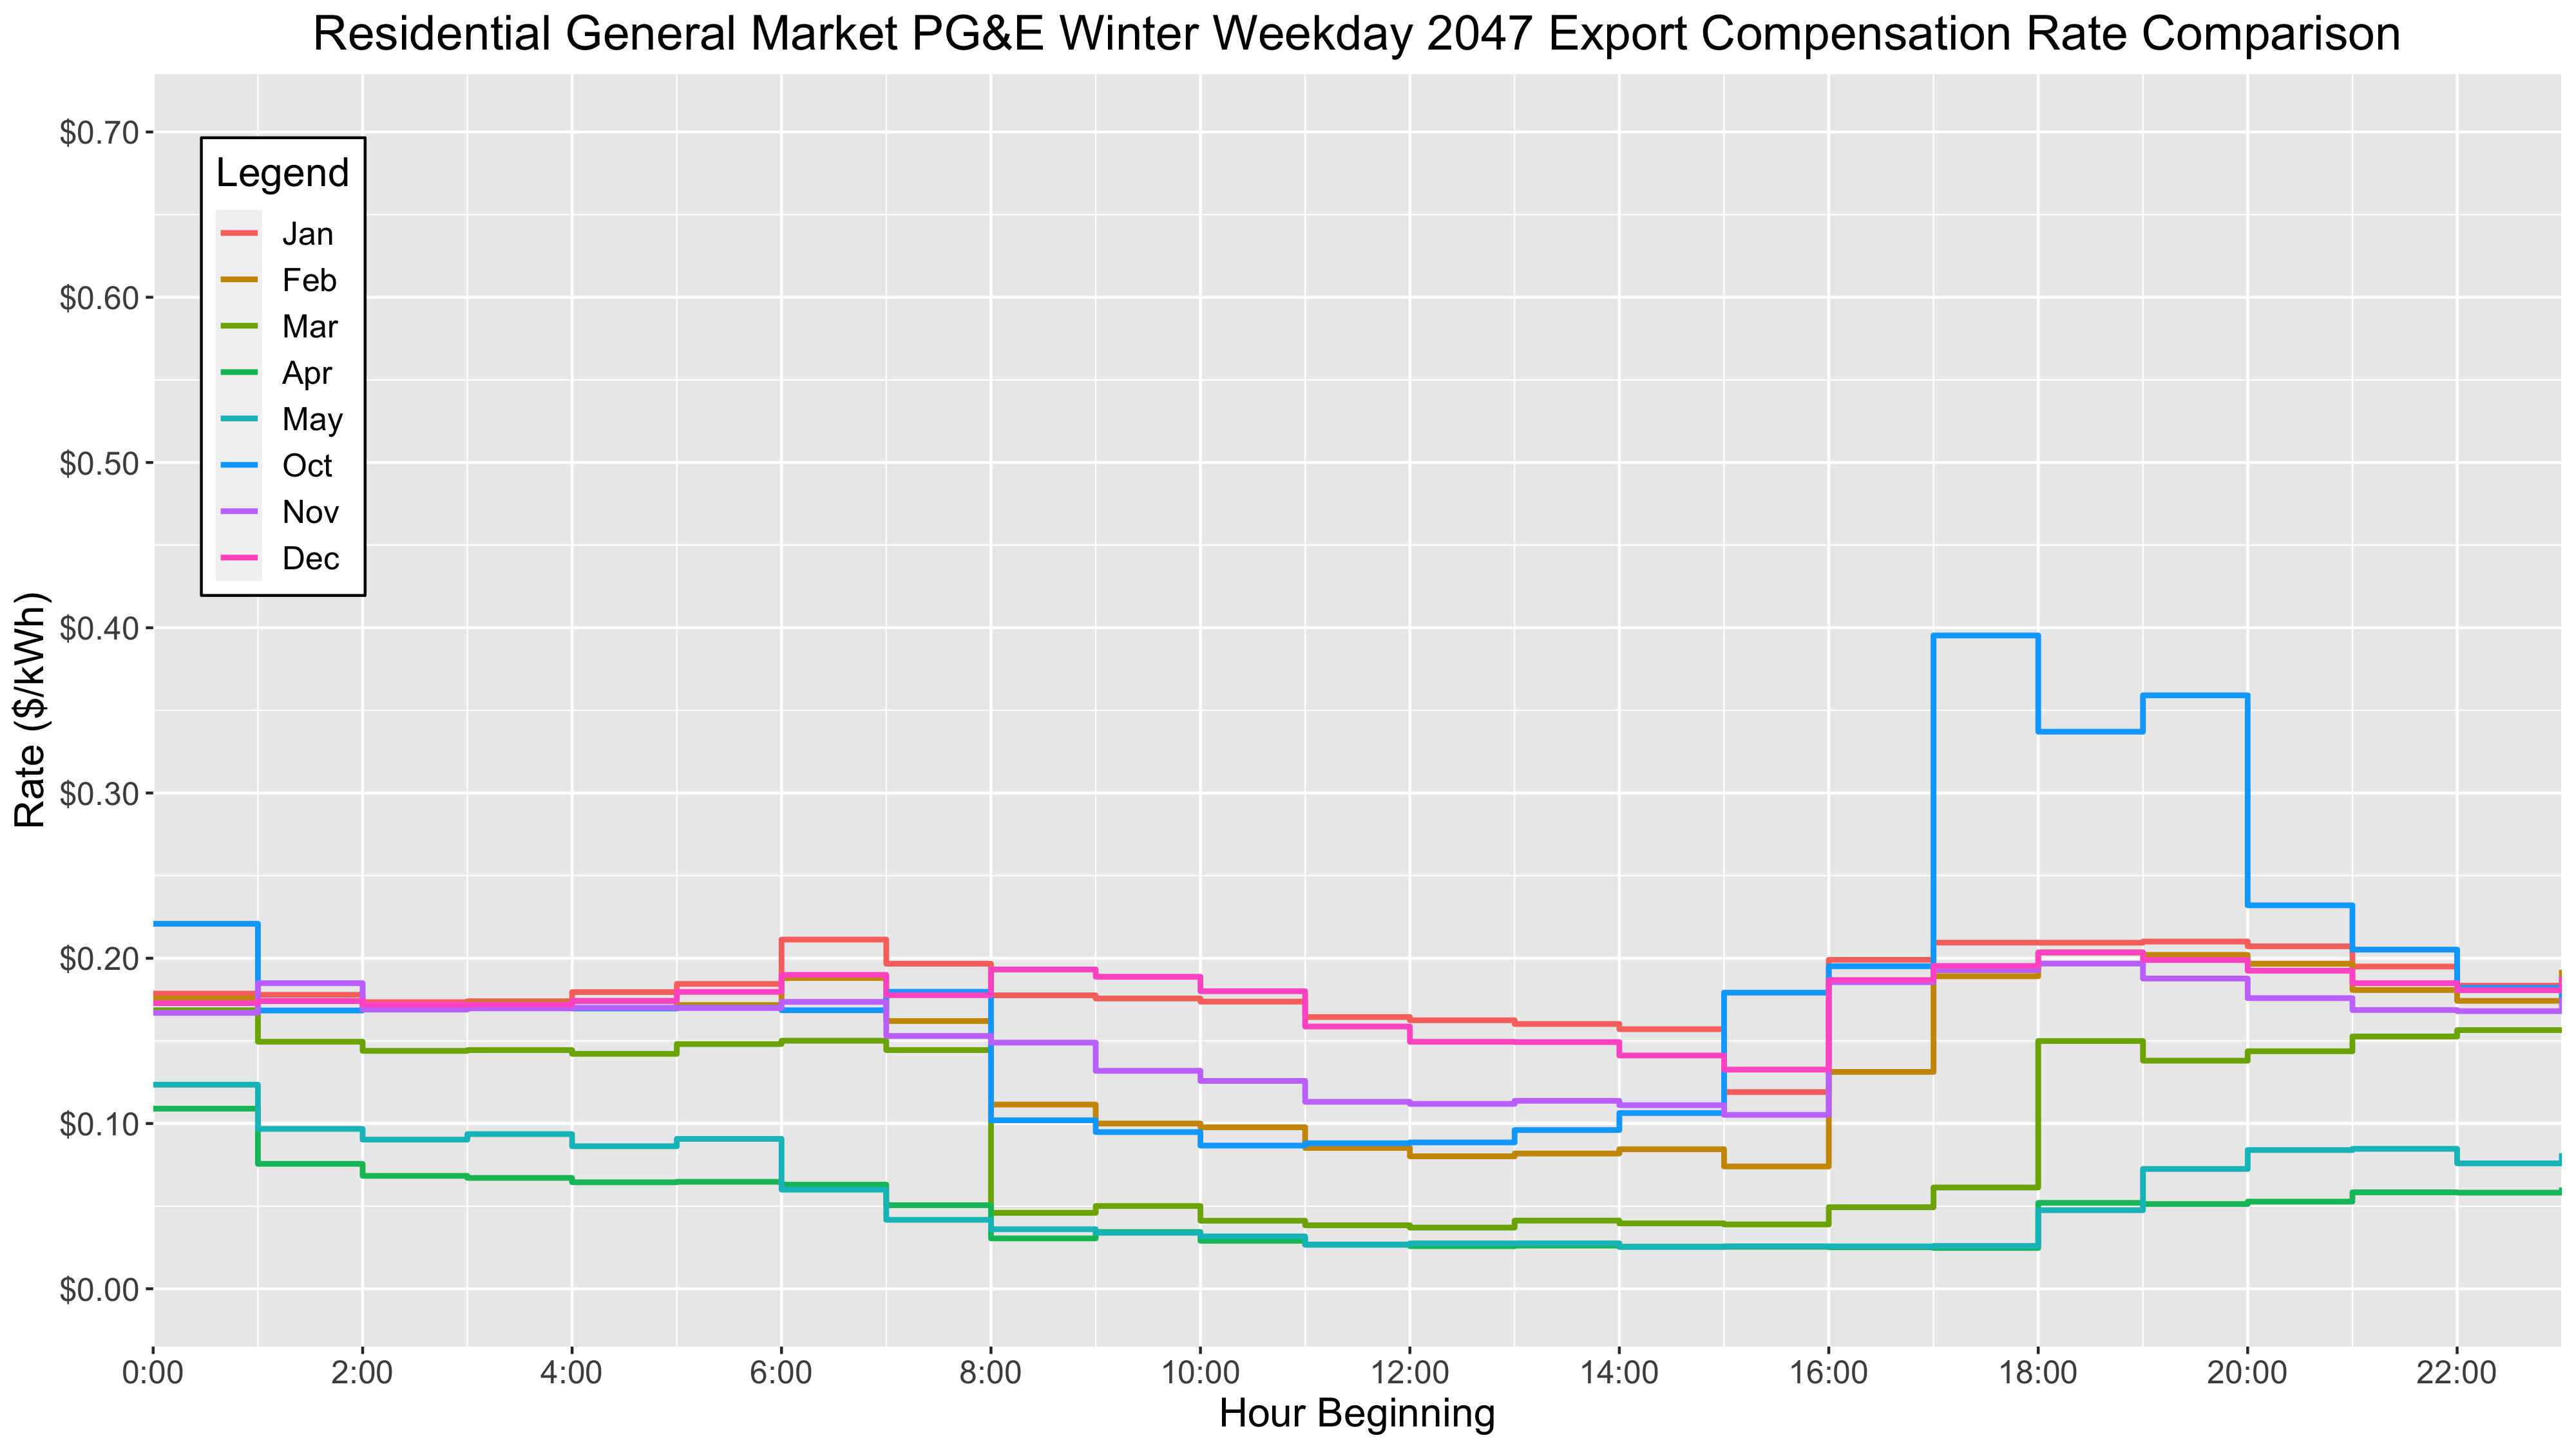 Residential General Market PG&E Winter Weekday 2047 Export Compensation Rate Comparison
$0.70
$0.60
$0.50
$0.40
$0.30
$0.20
$0.10
$0.00
Rate ($/kWh)
Legend
Jan
Feb
Mar
Apr
May
Oct
Nov
Dec
0:00 2:00 4:00 6:00 8:00 10:00 12:00 14:00 16:00 18:00 20:00 22:00
Hour Beginning